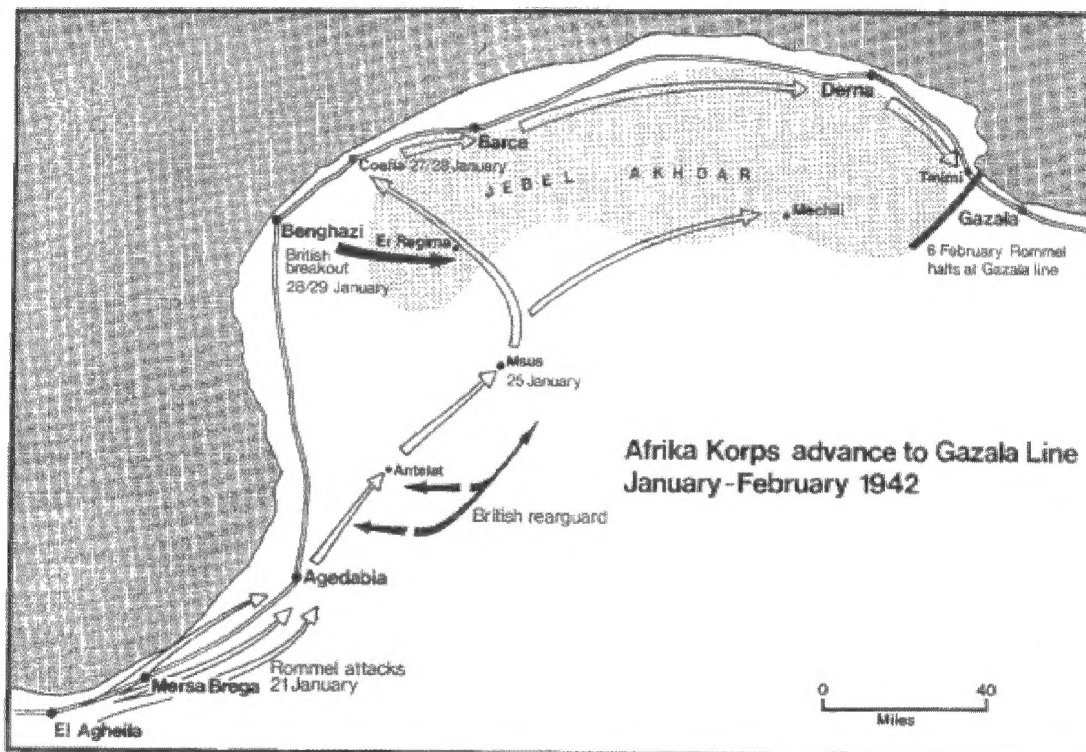 Derna
Barce
Coefia 27/28 January
JEBEL AKHDAR
Tmimi
Mechili
Gazala
Benghazi
Er Regima
British
breakout
28/29 January
6 February Rommel
halts at Gazala line
Msus
25 January
Afrika Korps advance to Gazala Line
January-February 1942
Antelat
British rearguard
Agedabia
Rommel attacks
21 January
Mersa Brega
El Agheila
0 40
Miles